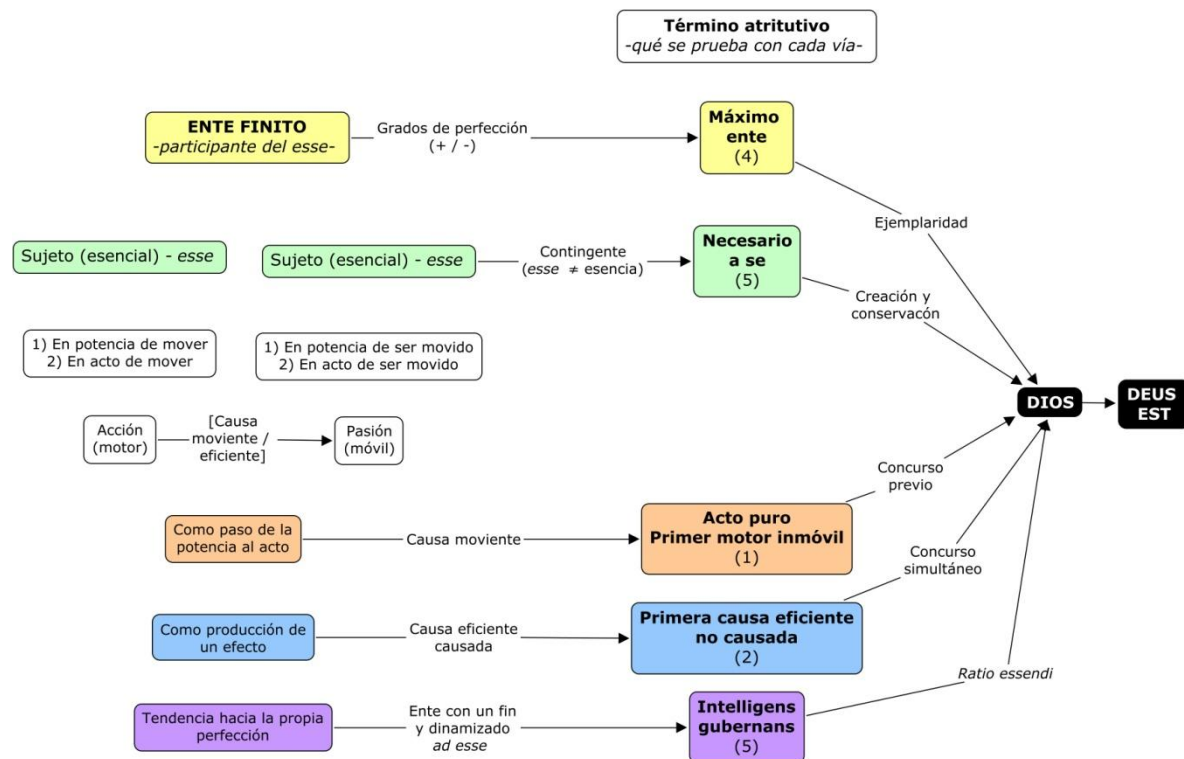 Término atritutivo
-qué se prueba con cada vía-
ENTE FINITO
-participante del esse-
Grados de perfección
(+ / -)
Máximo
ente
(4)
Ejemplaridad
Sujeto (esencial) - esse
Sujeto (esencial) - esse
Contingente
(esse ≠ esencia)
Necesario
a se
(5)
Creación y
conservacón
1) En potencia de mover
2) En acto de mover
1) En potencia de ser movido
2) En acto de ser movido
DIOS
DEUS
EST
Acción
(motor)
[Causa
moviente /
eficiente]
Pasión
(móvil)
Concurso
previo
Como paso de la
potencia al acto
Causa moviente
Acto puro
Primer motor inmóvil
(1)
Concurso
simultáneo
Como producción de
un efecto
Causa eficiente
causada
Primera causa eficiente
no causada
(2)
Ratio essendi
Tendencia hacia la propia
perfección
Ente con un fin
y dinamizado
ad esse
Intelligens
gubernans
(5)